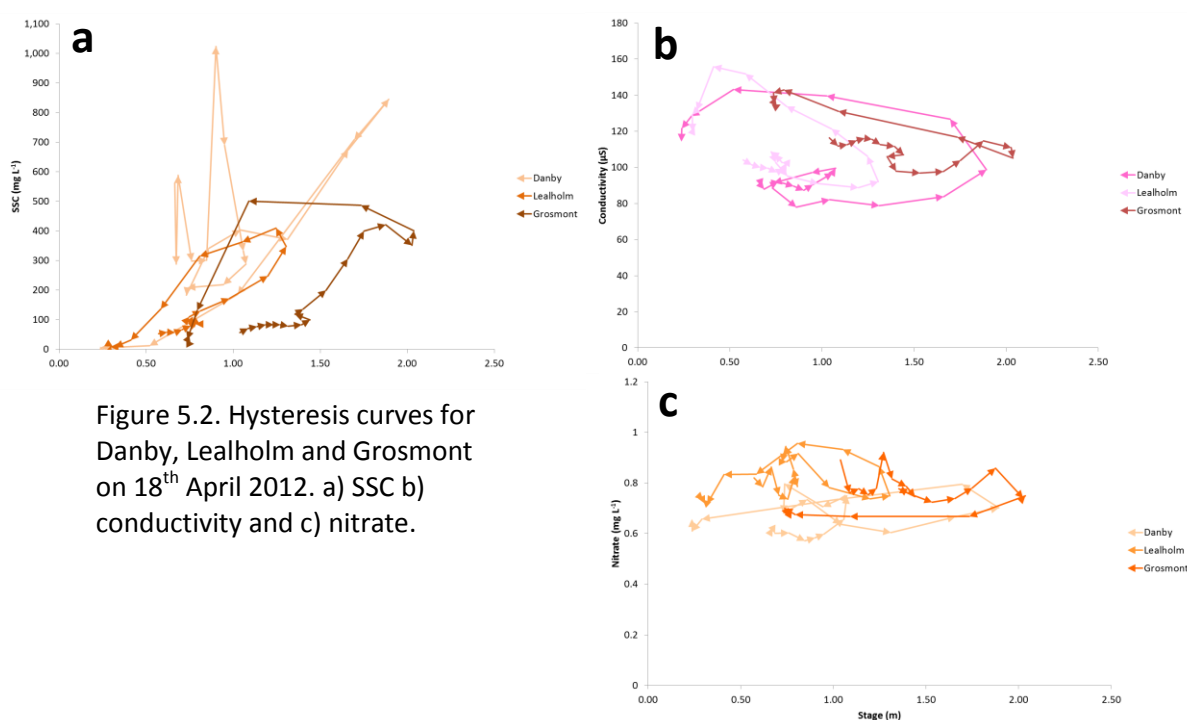 a
1,100
1,000
900
800
700
600
500
400
300
200
100
0
SSC (mg L-1)
0.00 0.50 1.00 1.50 2.00 2.50
Danby
Lealholm
Grosmont
b
180
160
140
120
100
80
60
40
20
0
Conductivity (µS)
0.00 0.50 1.00 1.50 2.00 2.50
Danby
Lealholm
Grosmont
Figure 5.2. Hysteresis curves for
Danby, Lealholm and Grosmont
on 18th April 2012. a) SSC b)
conductivity and c) nitrate.
c
1.2
1
0.8
0.6
0.4
0.2
0
Nitrate (mg L-1)
0.00 0.50 1.00 1.50 2.00 2.50
Stage (m)
Danby
Lealholm
Grosmont